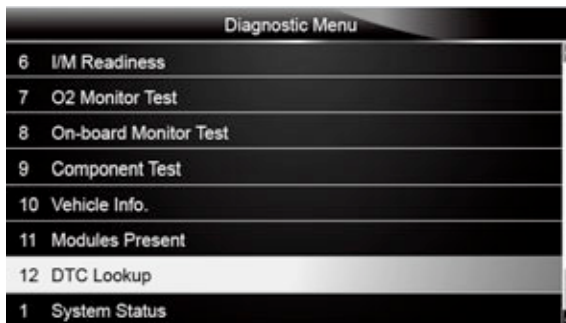 Diagnostic Menu
6 I/M Readiness
7 O2 Monitor Test
8 On-board Monitor Test
9 Component Test
10 Vehicle Info.
11 Modules Present
12 DTC Lookup
1 System Status